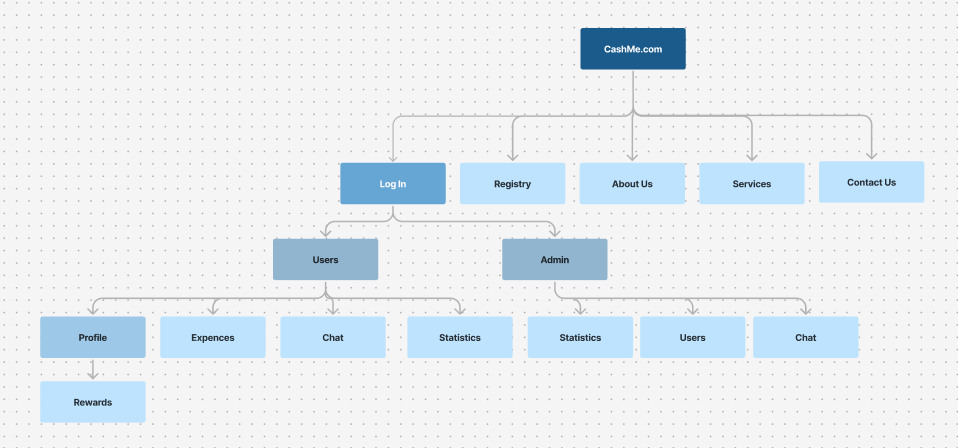 CashMe.com
Log In
Registry
About Us
Services
Contact Us
Users
Admin
Profile
Expences
Chat
Statistics
Statistics
Users
Chat
Rewards